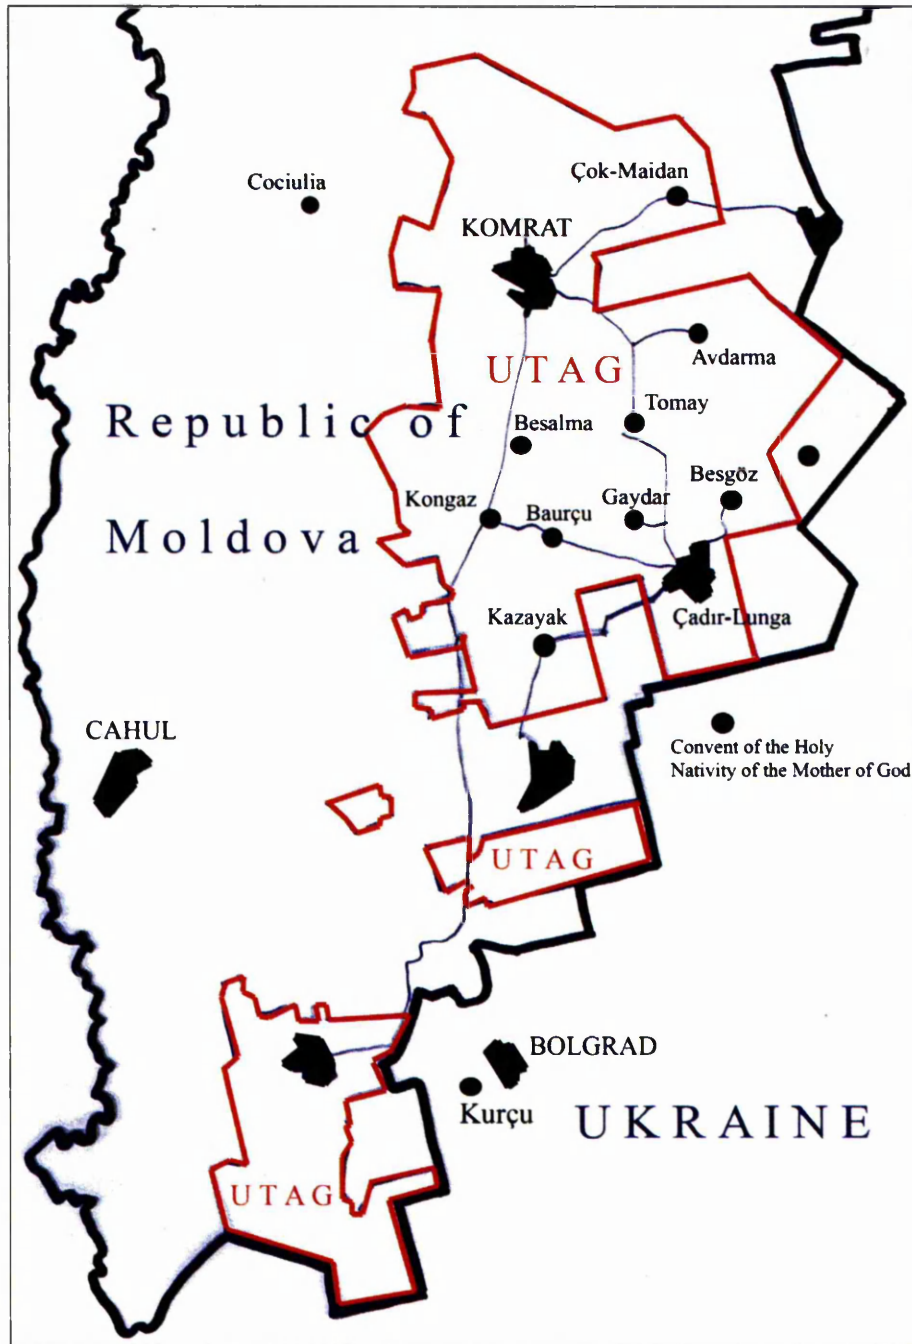 Çok-Maidan
Cociulia
KOMRAT
Avdarma
UTAG
Tomay
Republic of
Besalma
Besgöz
Kongaz
Gaydar
Baurçu
Moldova
Kazayak
Çadır-Lunga
CAHUL
Convent of the Holy
Nativity of the Mother of God
UTAG
BOLGRAD
Kurçu
UKRAINE
UTAG